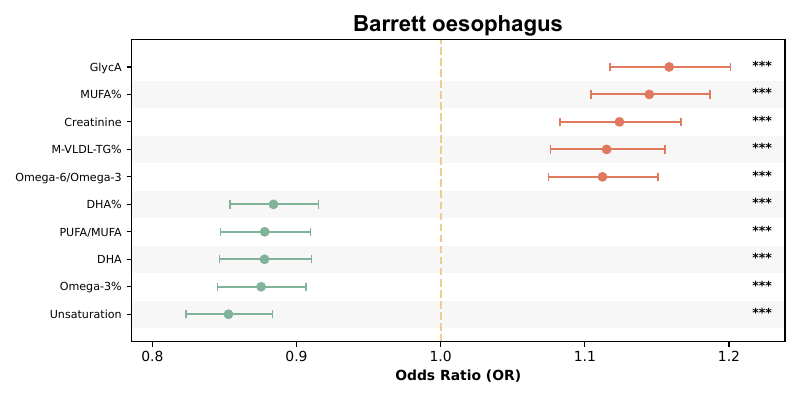 Barrett oesophagus
GlycA ***
MUFA% ***
Creatinine ***
M-VLDL-TG% ***
Omega-6/Omega-3 ***
DHA% ***
PUFA/MUFA ***
DHA ***
Omega-3% ***
Unsaturation ***
0.8 0.9 1.0 1.1 1.2
Odds Ratio (OR)